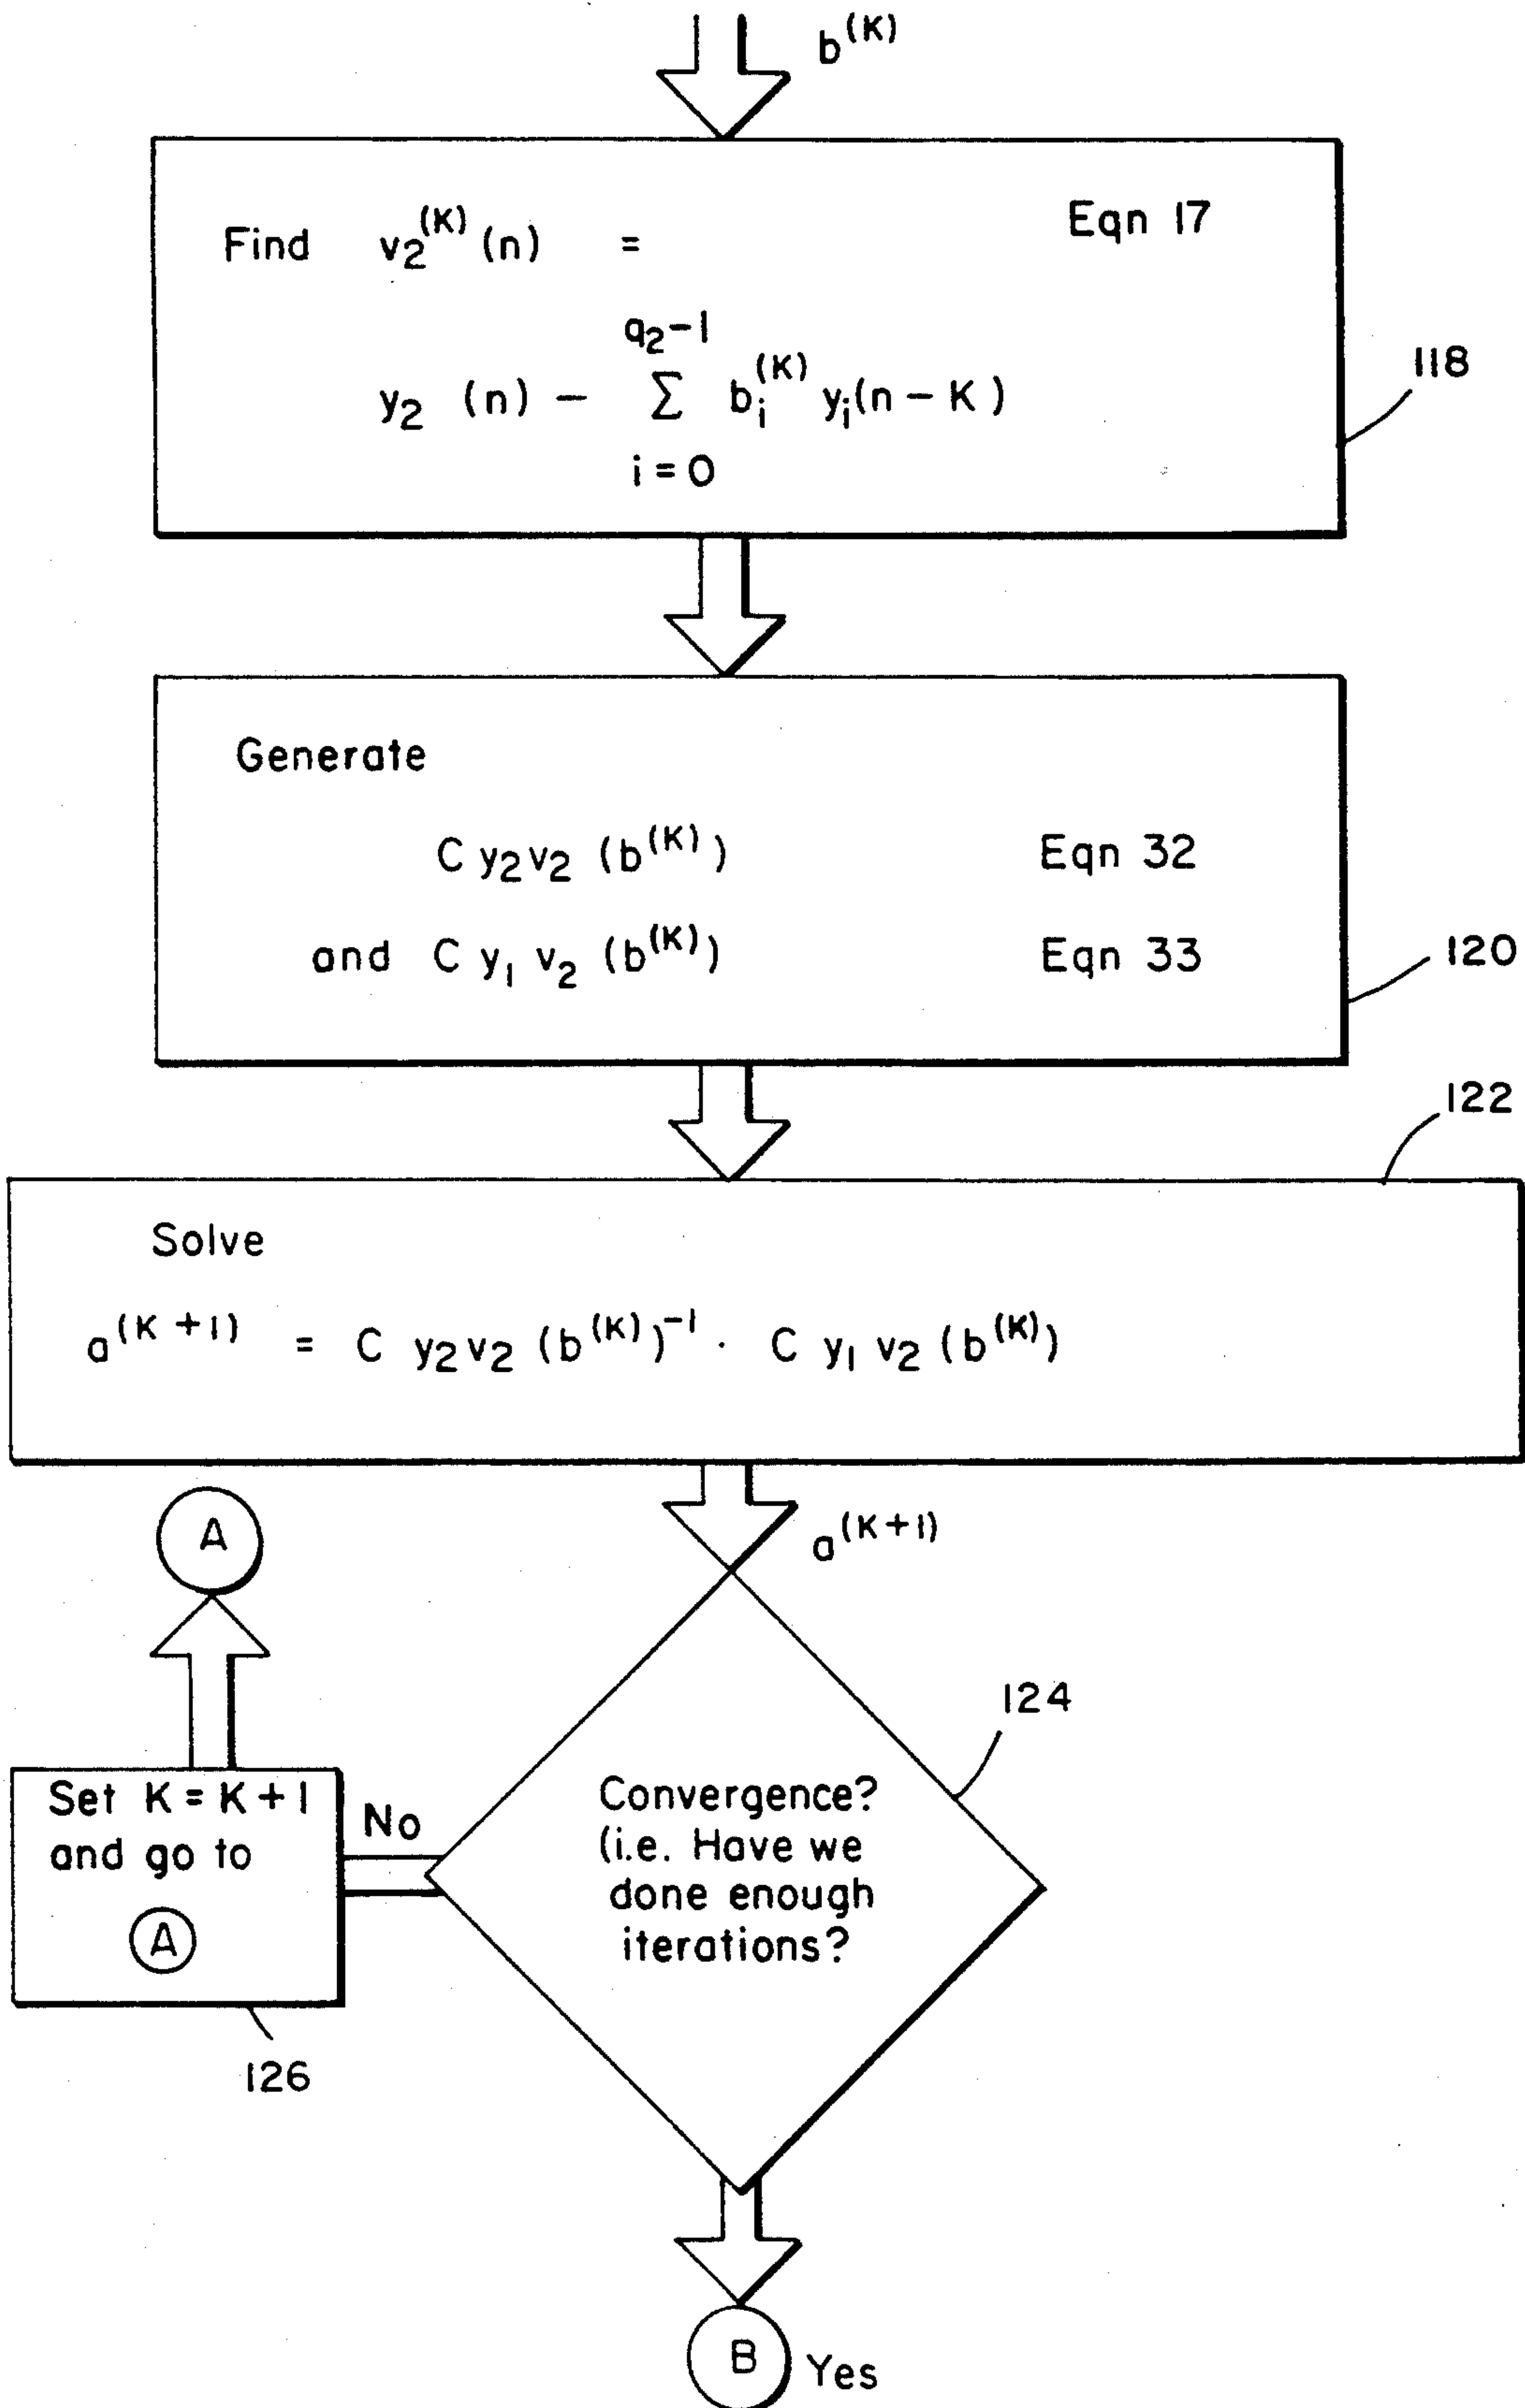 b^(K)
Find v₂^(K) (n) = Eqn 17
q₂-1
y₂ (n) - Σ bᵢ^(K) yᵢ(n - K)
i = 0
118
Generate
C y₂v₂ (b^(K)) Eqn 32
and C y₁ v₂ (b^(K)) Eqn 33
120
122
Solve
a^(K+1) = C y₂v₂ (b^(K))^-1 · C y₁ v₂ (b^(K))
A
a^(K+1)
124
Set K = K + 1
and go to
A
No
Convergence?
(i.e. Have we
done enough
iterations?
126
B Yes